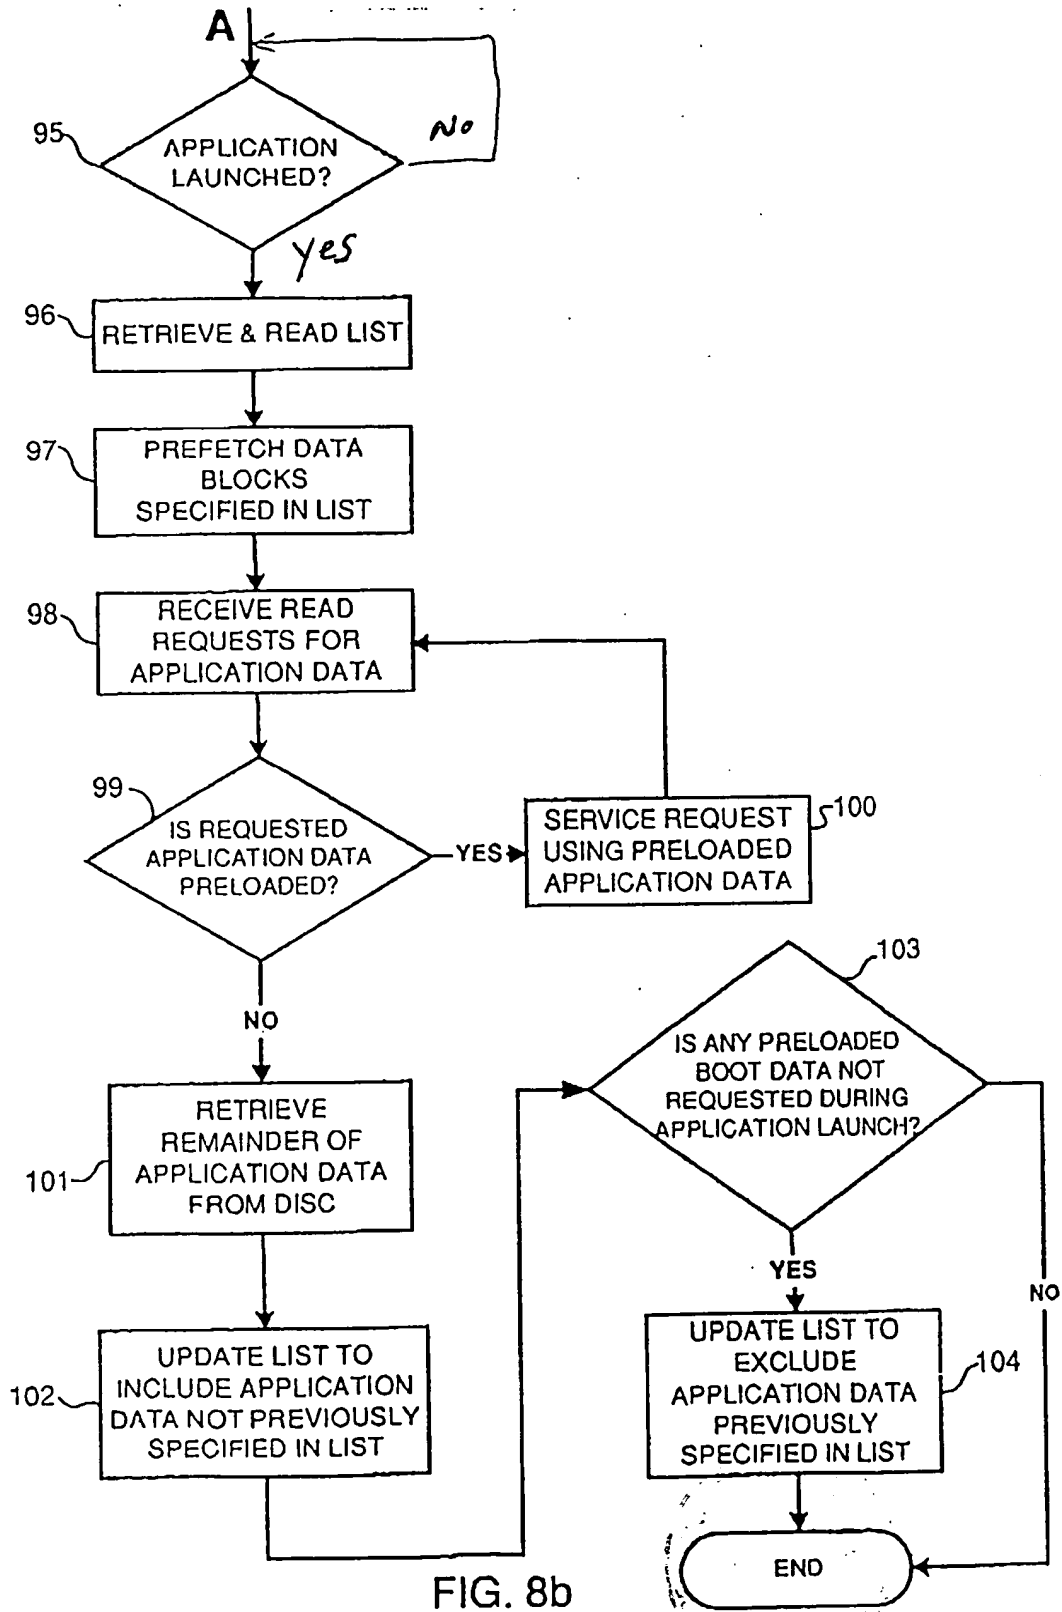 A
95
APPLICATION
LAUNCHED?
No
yes
96
RETRIEVE & READ LIST
97
PREFETCH DATA
BLOCKS
SPECIFIED IN LIST
98
RECEIVE READ
REQUESTS FOR
APPLICATION DATA
99
IS REQUESTED
APPLICATION DATA
PRELOADED?
YES
100
SERVICE REQUEST
USING PRELOADED
APPLICATION DATA
NO
101
RETRIEVE
REMAINDER OF
APPLICATION DATA
FROM DISC
102
UPDATE LIST TO
INCLUDE APPLICATION
DATA NOT PREVIOUSLY
SPECIFIED IN LIST
103
IS ANY PRELOADED
BOOT DATA NOT
REQUESTED DURING
APPLICATION LAUNCH?
YES
NO
104
UPDATE LIST TO
EXCLUDE
APPLICATION DATA
PREVIOUSLY
SPECIFIED IN LIST
END
FIG. 8b